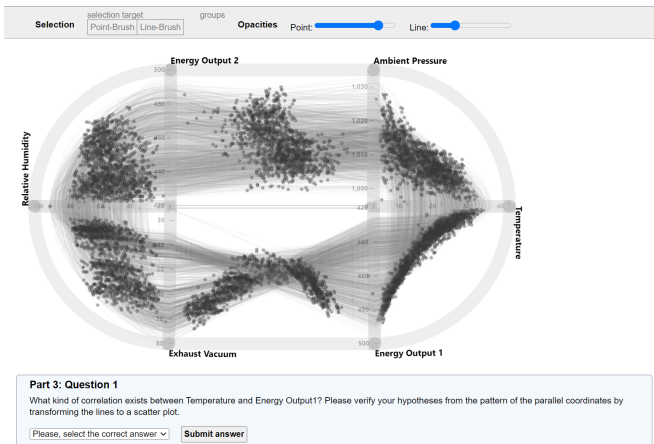 selection target
groups
Selection
Point-Brush
Line-Brush
Opacities
Point:
Line:
Energy Output 2
Ambient Pressure
500
480
460
440
420
1,030
1,020
1,010
1,000
Relative Humidity
Temperature
30
40
50
80
420
440
460
480
500
Exhaust Vacuum
Energy Output 1
Part 3: Question 1
What kind of correlation exists between Temperature and Energy Output1? Please verify your hypotheses from the pattern of the parallel coordinates by
transforming the lines to a scatter plot.
Please, select the correct answer
Submit answer